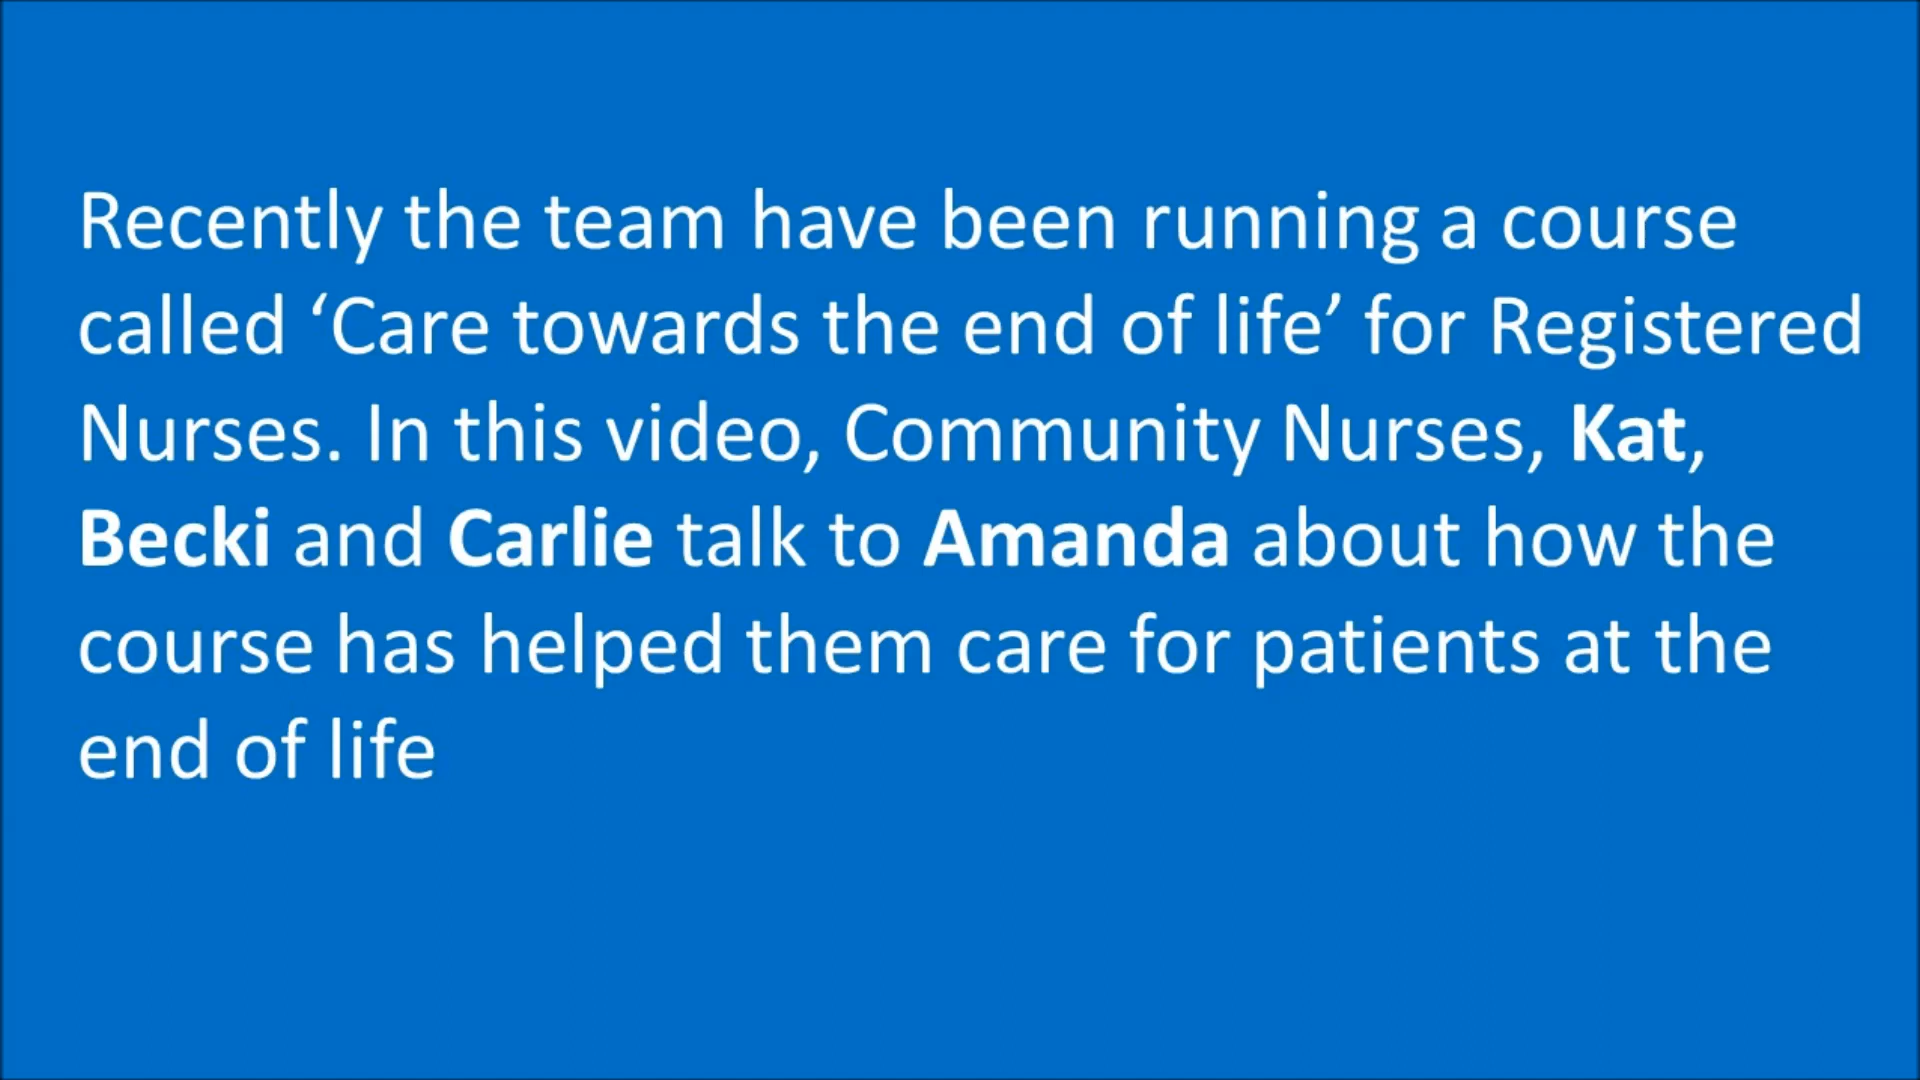 Recently the team have been running a course
called ‘Care towards the end of life’ for Registered
Nurses. In this video, Community Nurses, Kat,
Becki and Carlie talk to Amanda about how the
course has helped them care for patients at the
end of life